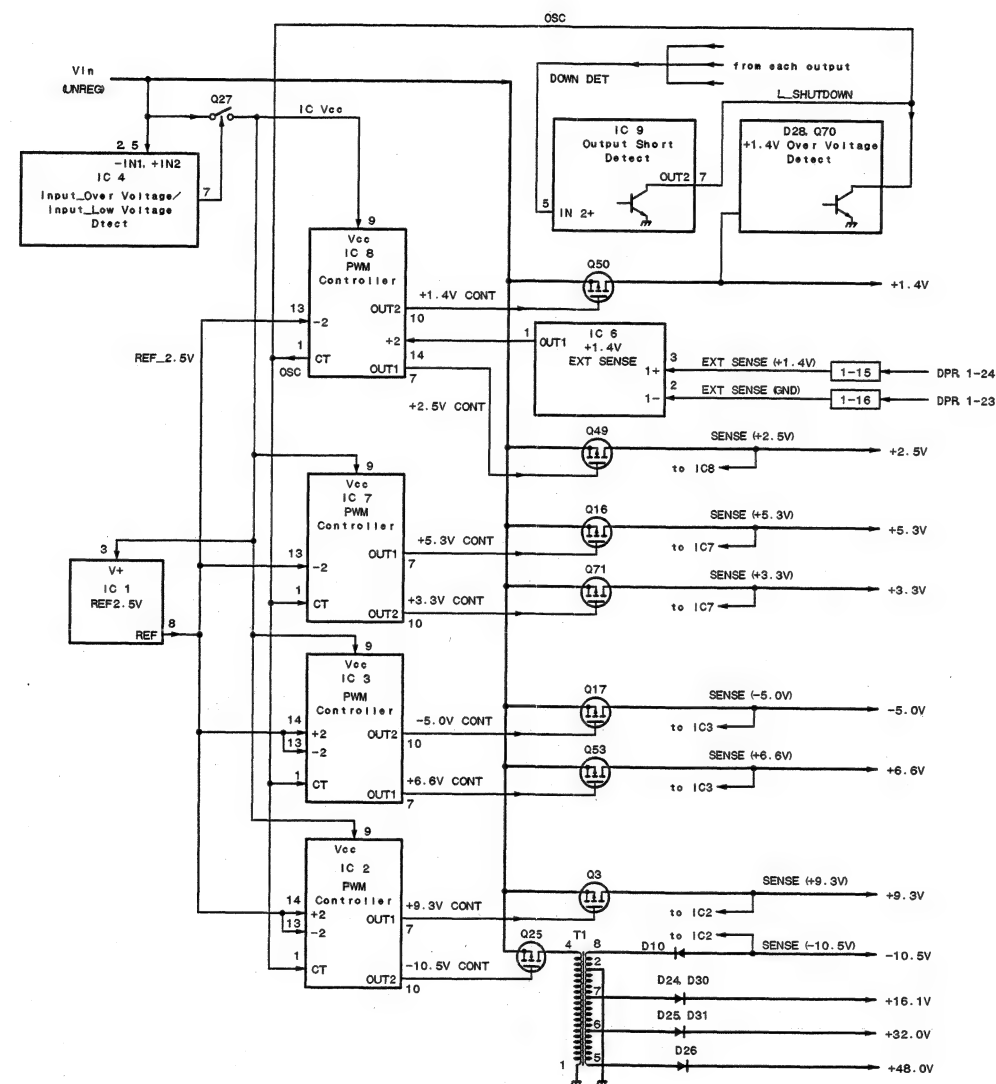 OSC
Vin
(UNREG)
Q27
IC Vcc
from each output
DOWN DET
L_SHUTDOWN
2, 5
-IN1, +IN2
IC 4
Input_Over Voltage/
Input_Low Voltage
Dtect
7
IC 9
Output Short
Detect
OUT2
7
5
IN 2+
D28, Q70
+1.4V Over Voltage
Detect
9
Vcc
IC 8
PWM
Controller
13
-2
OUT2
10
+1.4V CONT
+2
14
1
CT
OSC
OUT1
7
+2.5V CONT
REF_2.5V
Q50
+1.4V
1
OUT1
IC 6
+1.4V
EXT SENSE
1+
3
EXT SENSE (+1.4V)
1-15
DPR 1-24
1-
2
EXT SENSE (GND)
1-16
DPR 1-23
Q49
SENSE (+2.5V)
+2.5V
to IC8
9
Vcc
IC 7
PWM
Controller
13
-2
OUT1
7
+5.3V CONT
1
CT
OUT2
10
+3.3V CONT
Q16
SENSE (+5.3V)
+5.3V
to IC7
Q71
SENSE (+3.3V)
+3.3V
to IC7
3
V+
IC 1
REF2.5V
REF
8
9
Vcc
IC 3
PWM
Controller
14
+2
13
-2
OUT2
10
-5.0V CONT
1
CT
OUT1
7
+6.6V CONT
Q17
SENSE (-5.0V)
-5.0V
to IC3
Q53
SENSE (+6.6V)
+6.6V
to IC3
9
Vcc
IC 2
PWM
Controller
14
+2
13
-2
OUT1
7
+9.3V CONT
1
CT
OUT2
10
-10.5V CONT
Q3
SENSE (+9.3V)
+9.3V
to IC2
Q25
4
T1
8
D10
to IC2
SENSE (-10.5V)
-10.5V
2
7
D24, D30
+16.1V
6
D25, D31
+32.0V
1
5
D26
+48.0V